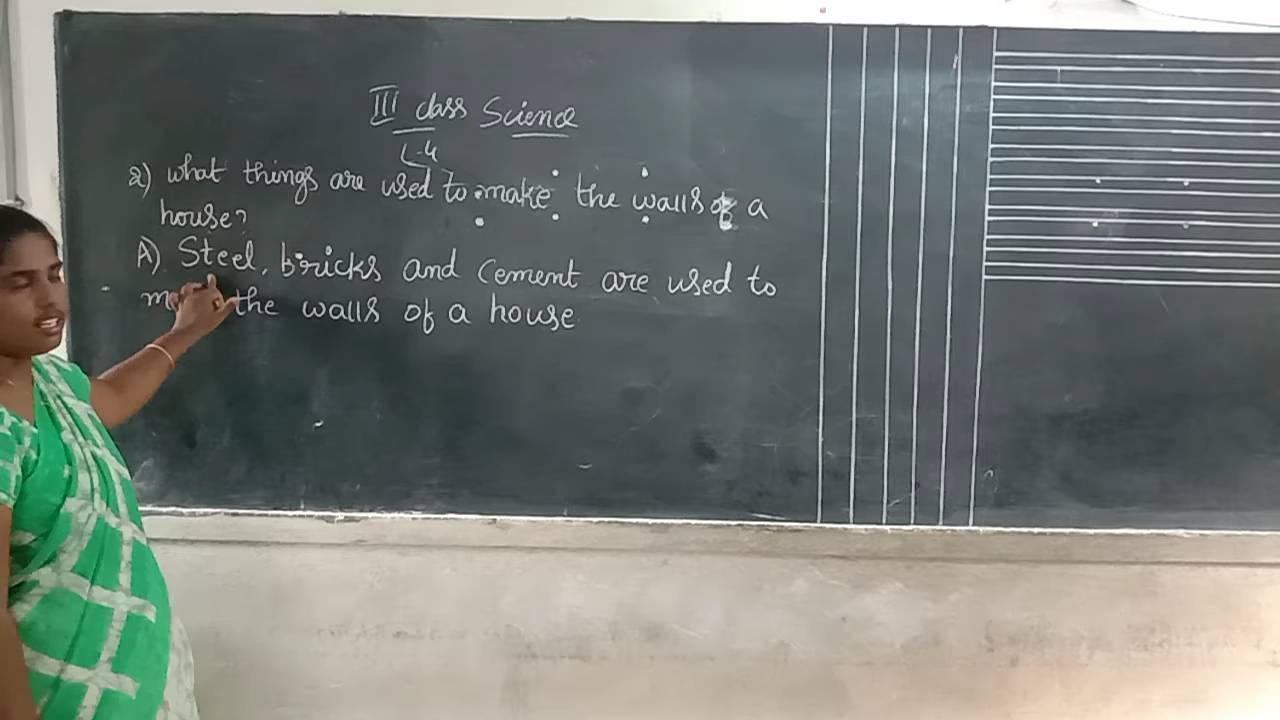 III class Science
L-4
2) what things are used to make the walls of a
house?
A). Steel, bricks and cement are used to
the walls of a house.